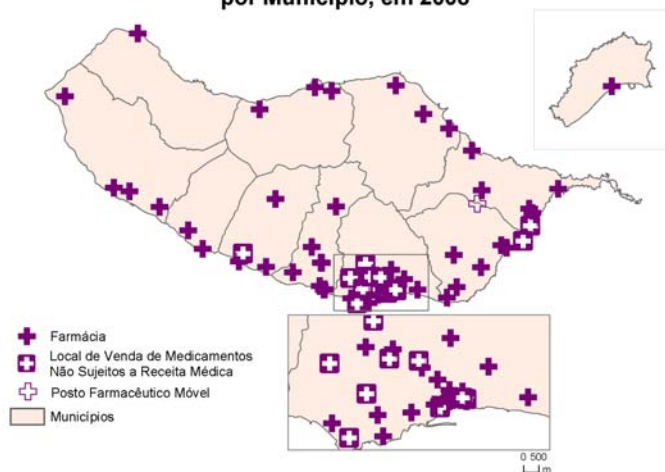 por Município, em 2008
Farmácia
Local de Venda de Medicamentos
Não Sujeitos a Receita Médica
Posto Farmacêutico Móvel
Municípios
0 500
m